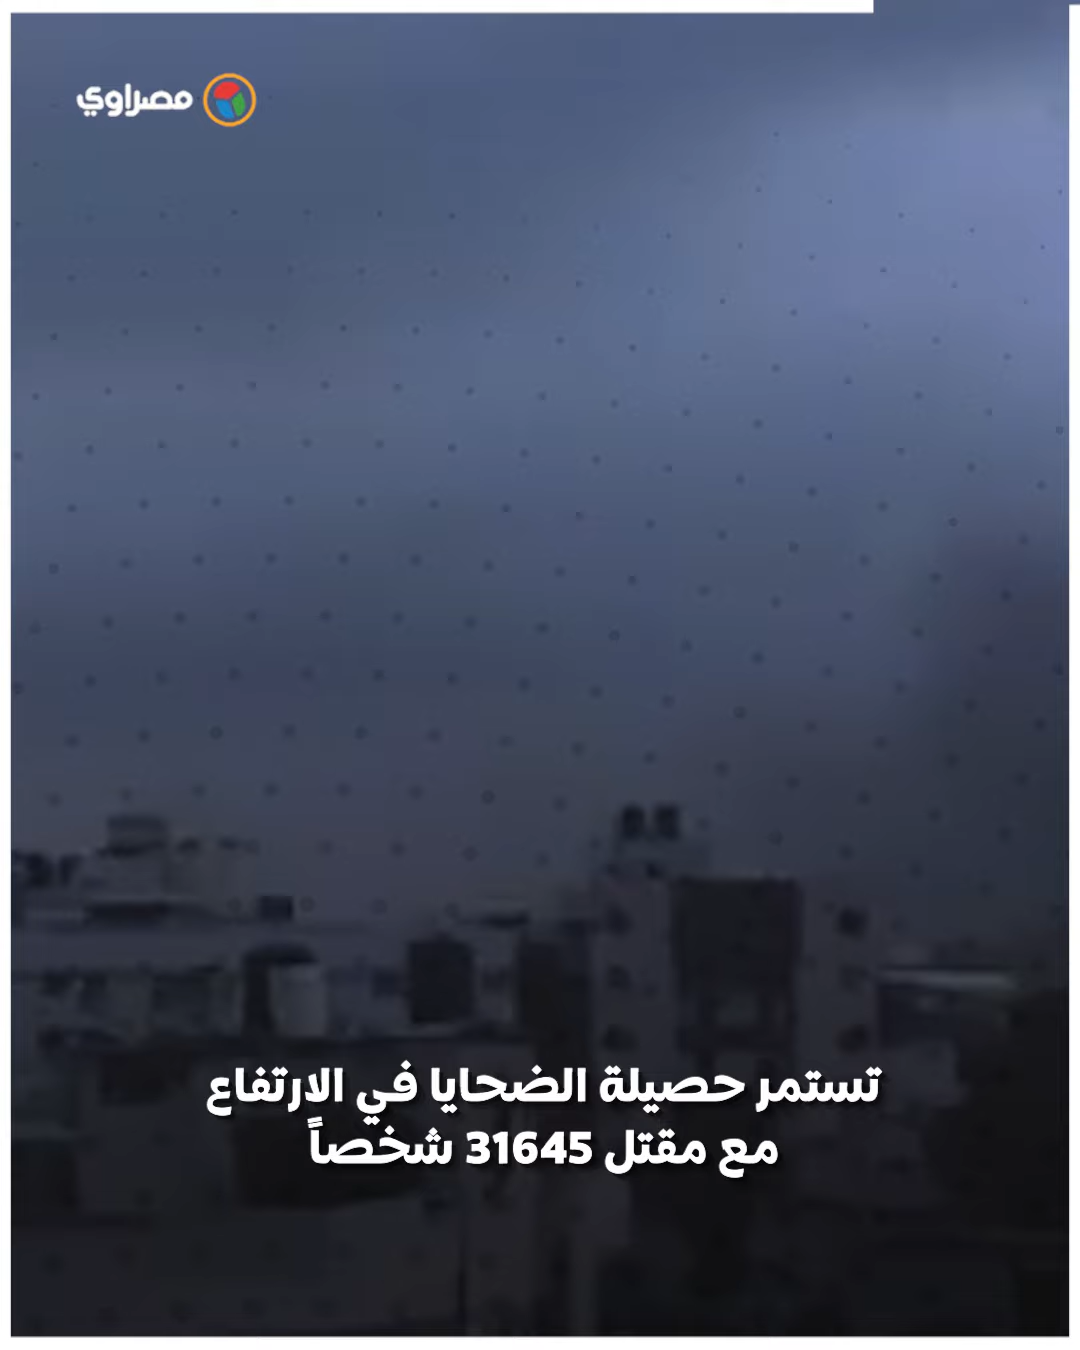 مصراوي
تستمر حصيلة الضحايا في الارتفاع
مع مقتل 31645 شخصاً